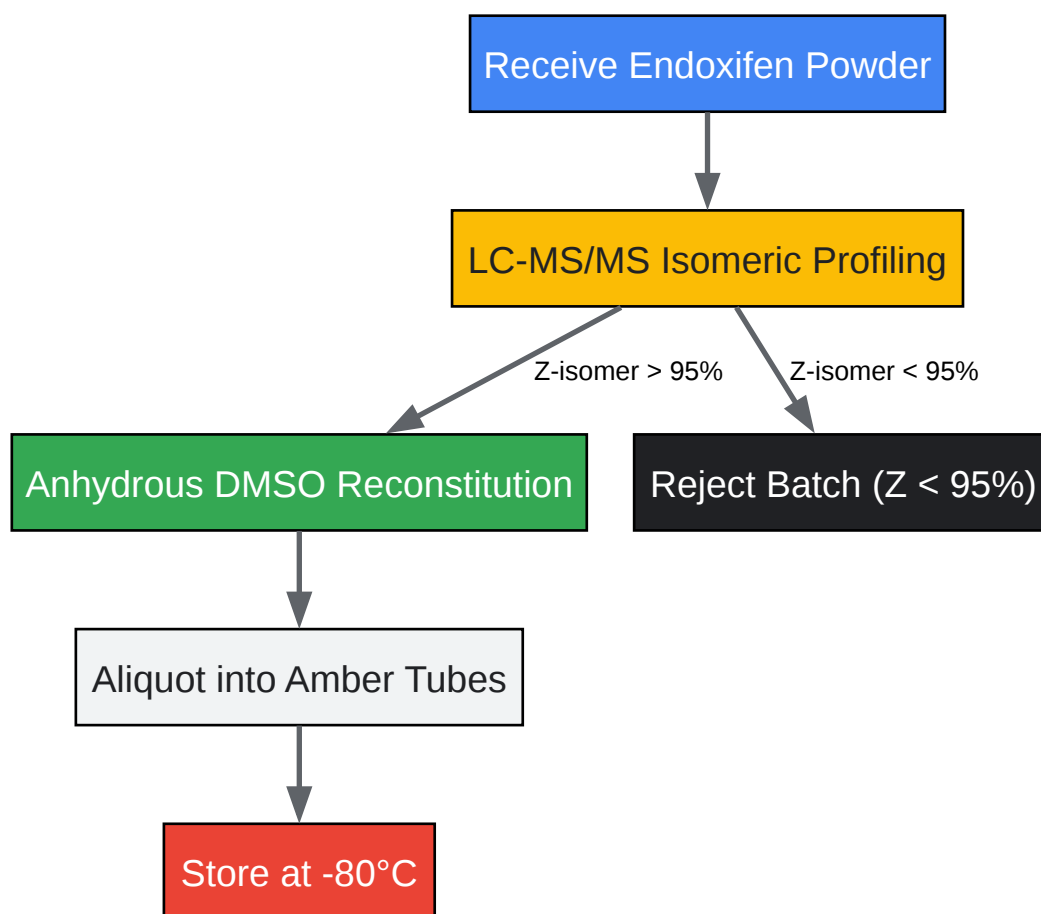 Receive Endoxifen Powder
LC-MS/MS Isomeric Profiling
Z-isomer > 95%
Z-isomer < 95%
Anhydrous DMSO Reconstitution
Reject Batch (Z < 95%)
Aliquot into Amber Tubes
Store at -80°C